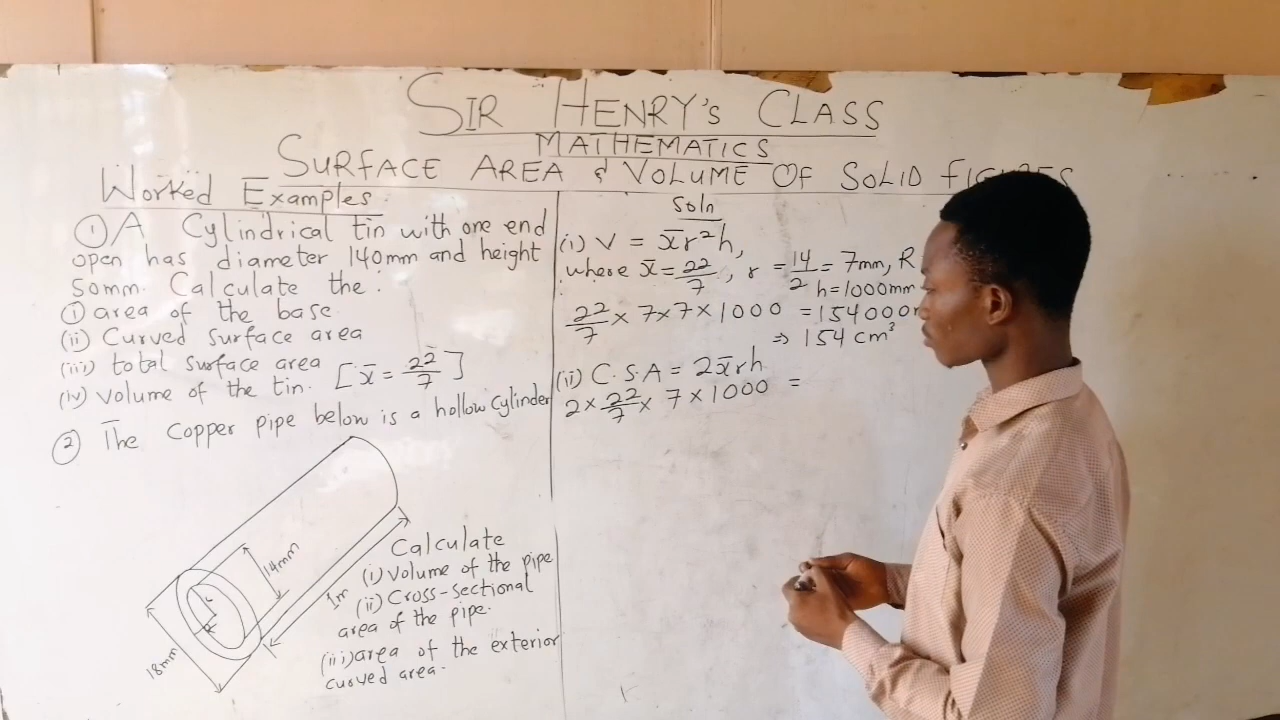 SIR HENRY'S CLASS
MATHEMATICS
SURFACE AREA & VOLUME OF SOLID FIGURES
Worked Examples.
① A Cylindrical tin with one end
open has diameter 140mm and height
50mm. Calculate the:
① area of the base
(ii) Curved surface area
(iii) total surface area
(iv) volume of the tin. [π = 22/7]
② The Copper pipe below is a hollow cylinder
14mm
1m
18mm
r
R
Calculate
(i) Volume of the pipe
(ii) Cross-sectional
area of the pipe.
(iii) area of the exterior
curved area.
Soln
(i) V = πr²h,
where π = 22/7, r = 14/2 = 7mm, R
h=1000mm
22/7 × 7×7×1000 = 154000
⇒ 154 cm³
(ii) C.S.A = 2πrh.
2 × 22/7 × 7 × 1000 =